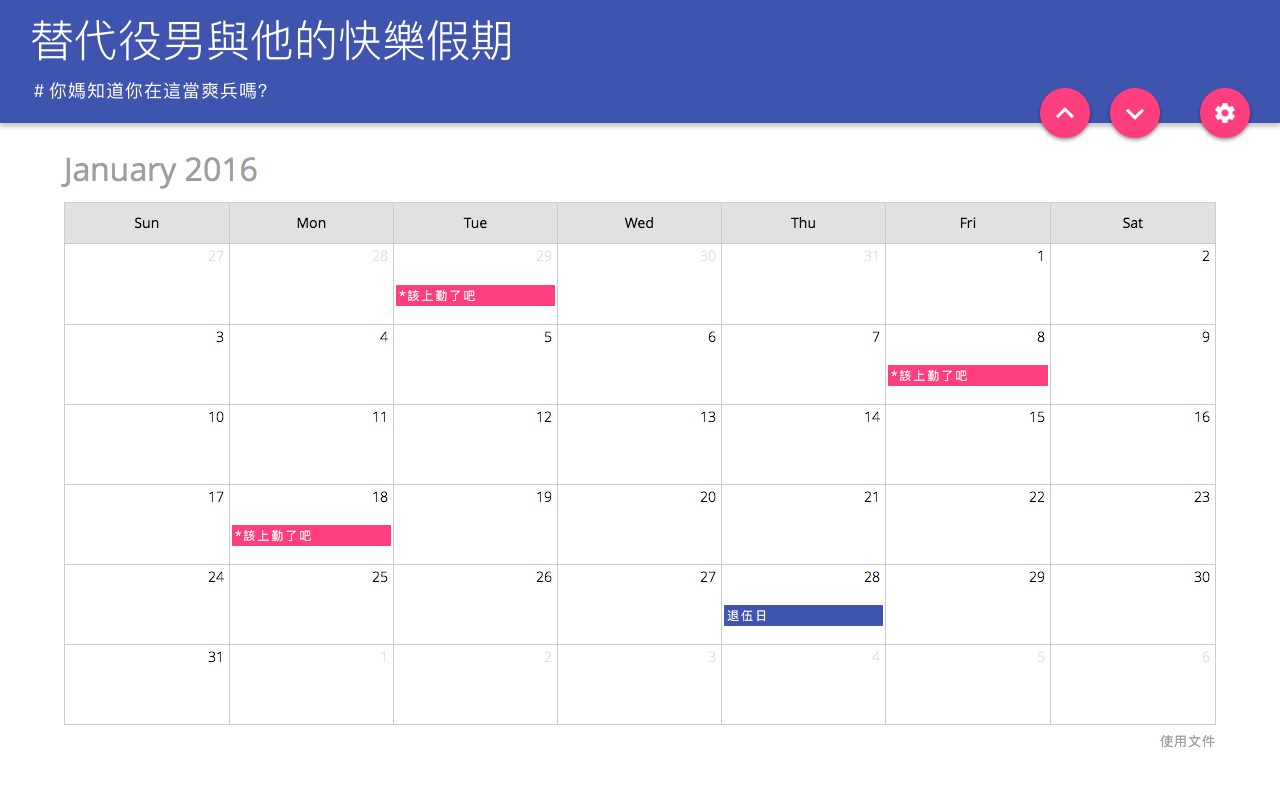 替代役男與他的快樂假期
# 你媽知道你在這當爽兵嗎?
January 2016
Sun Mon Tue Wed Thu Fri Sat
27 28 29 30 31 1 2
*該上勤了吧
3 4 5 6 7 8 9
*該上勤了吧
10 11 12 13 14 15 16
17 18 19 20 21 22 23
*該上勤了吧
24 25 26 27 28 29 30
退伍日
31 1 2 3 4 5 6
使用文件